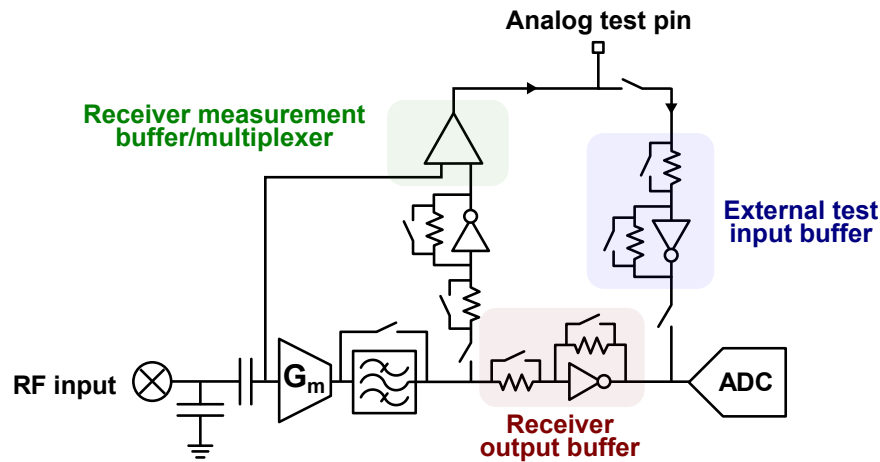 Analog test pin
Receiver measurement
buffer/multiplexer
External test
input buffer
RF input
Gm
ADC
Receiver
output buffer